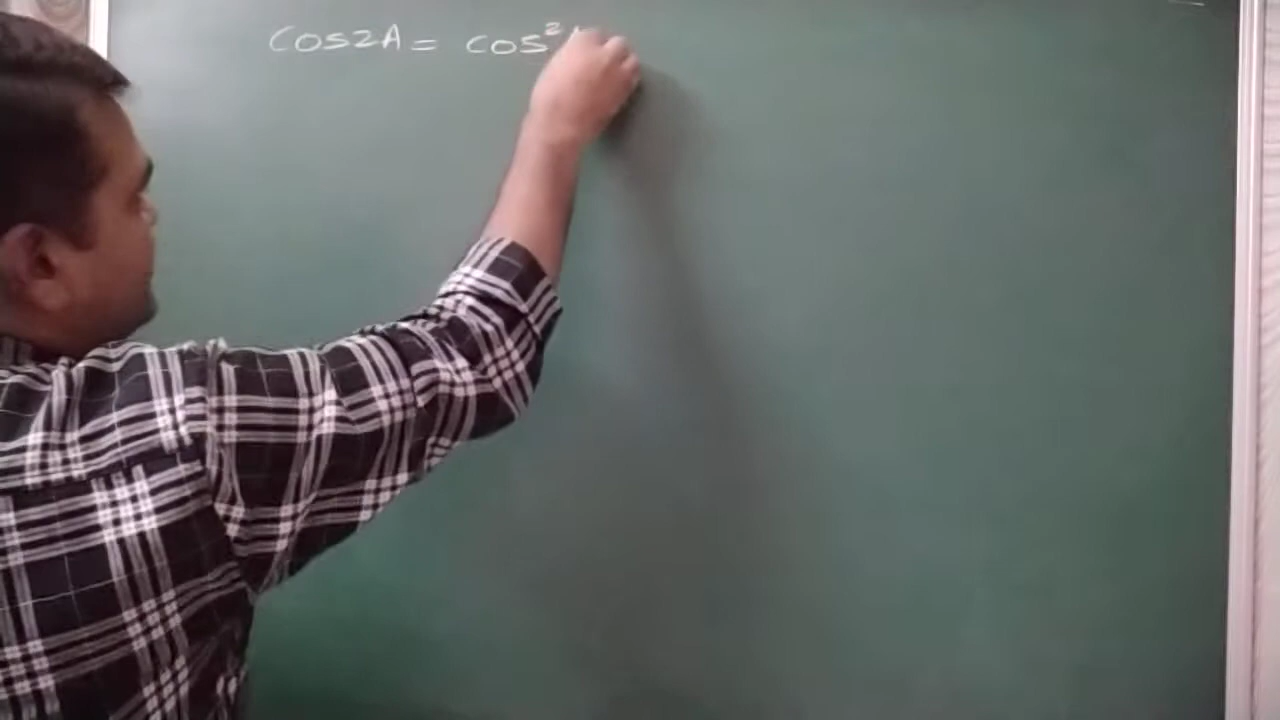 cos2A = cos²